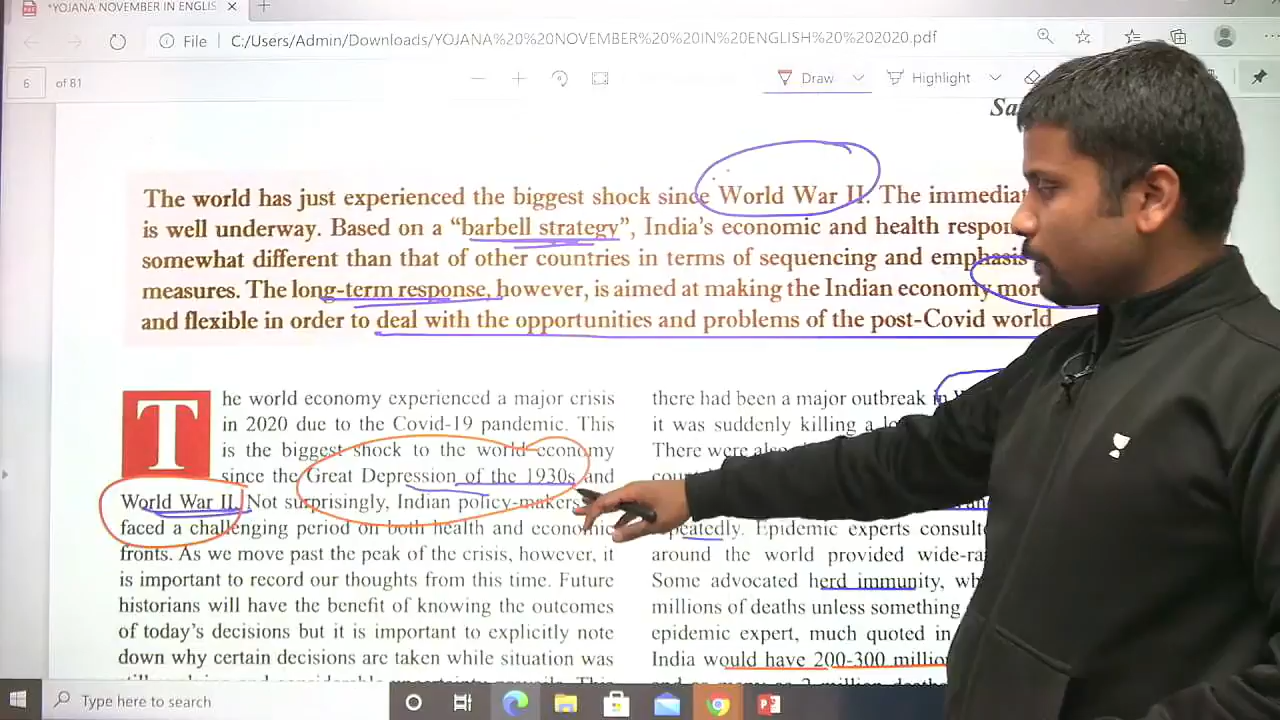 *YOJANA NOVEMBER IN ENGLIS
File C:/Users/Admin/Downloads/YOJANA%20%20NOVEMBER%20%20IN%20ENGLISH%20%202020.pdf
6 of 81
Draw Highlight
Sa
The world has just experienced the biggest shock since World War II. The immediat
is well underway. Based on a “barbell strategy”, India’s economic and health respon
somewhat different than that of other countries in terms of sequencing and emphasis
measures. The long-term response, however, is aimed at making the Indian economy mor
and flexible in order to deal with the opportunities and problems of the post-Covid world
The world economy experienced a major crisis
in 2020 due to the Covid-19 pandemic. This
is the biggest shock to the world economy
since the Great Depression of the 1930s and
World War II. Not surprisingly, Indian policy-makers
faced a challenging period on both health and economic
fronts. As we move past the peak of the crisis, however, it
is important to record our thoughts from this time. Future
historians will have the benefit of knowing the outcomes
of today’s decisions but it is important to explicitly note
down why certain decisions are taken while situation was
there had been a major outbreak in
it was suddenly killing a
There were
repeatedly. Epidemic experts consult
around the world provided wide-ra
Some advocated herd immunity, wh
millions of deaths unless something
epidemic expert, much quoted in
India would have 200-300 million
Type here to search